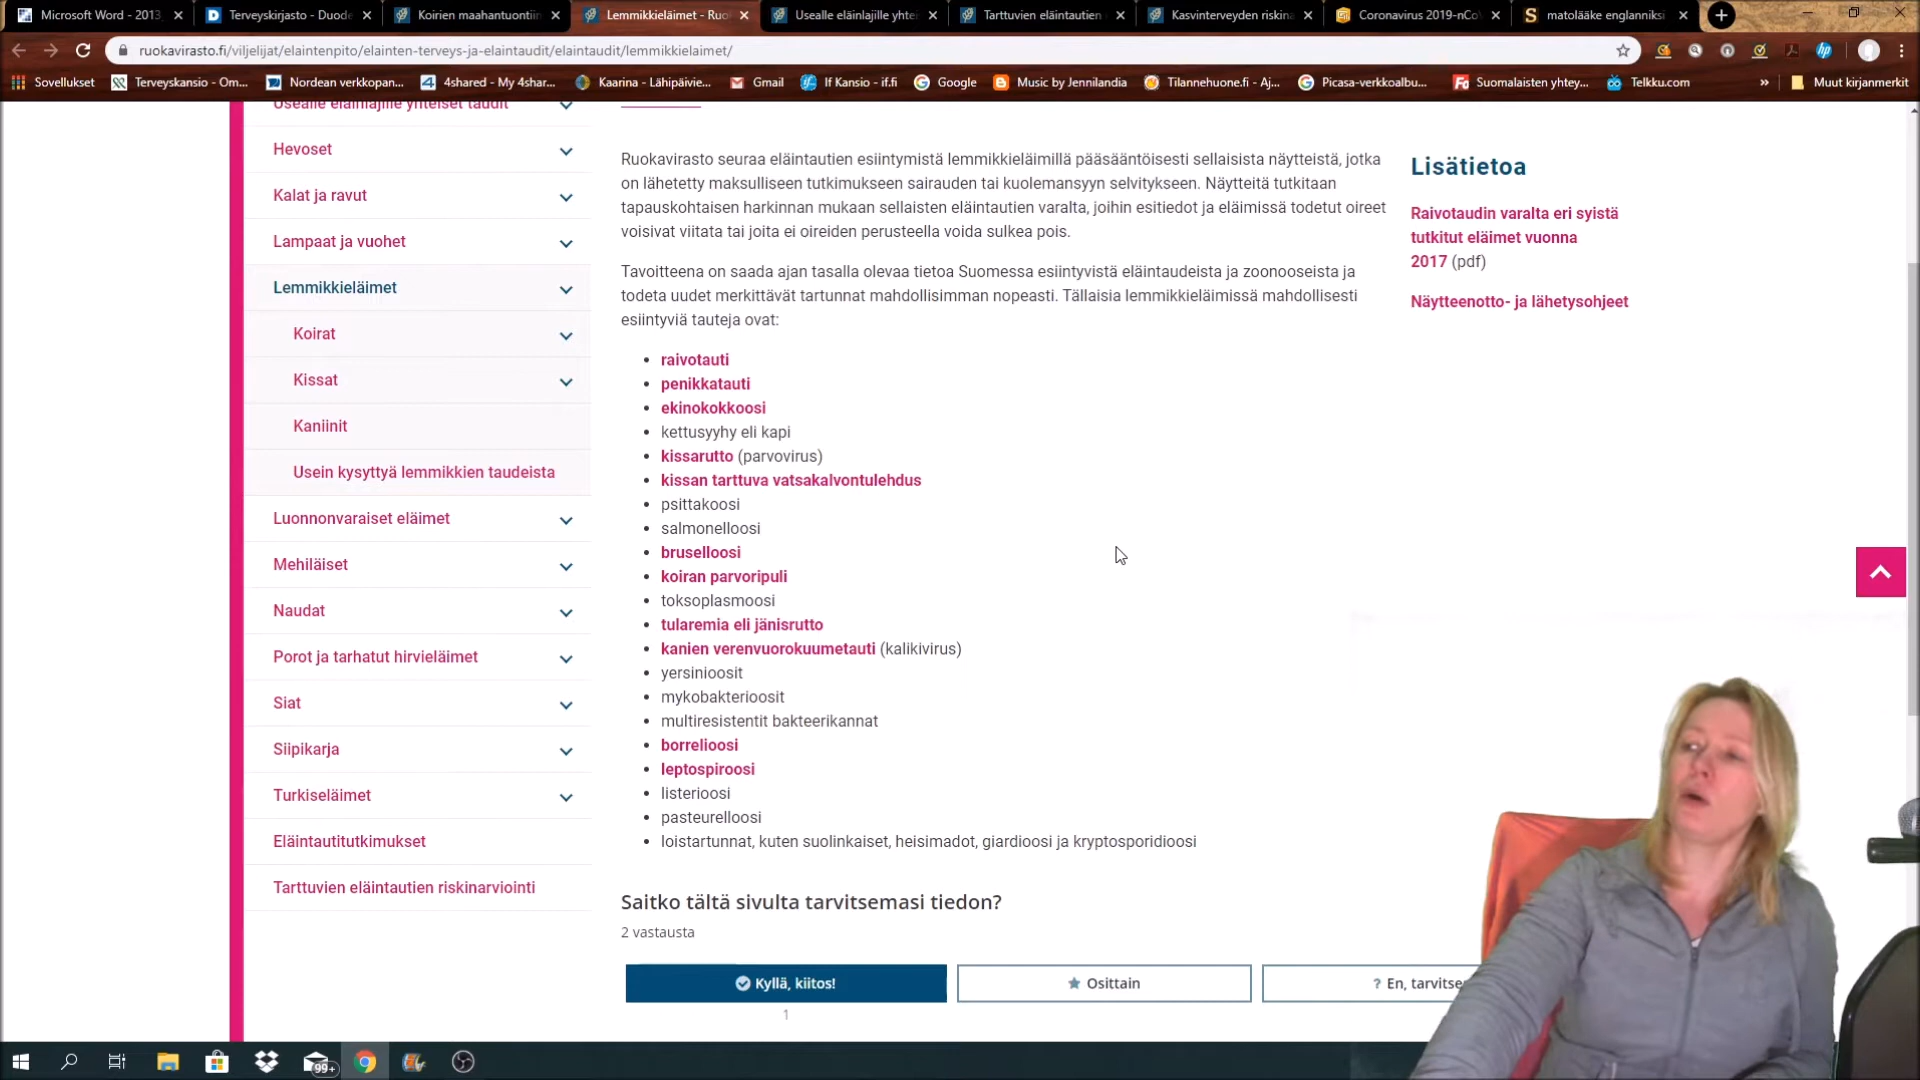 Microsoft Word - 2013
Terveyskirjasto - Duode
Koirien maahantuontiin
Lemmikkieläimet - Ruo
Usealle eläinlajille yhte
Tarttuvien eläintautien
Kasvinterveyden riskina
Coronavirus 2019-nCo
matolääke englanniksi
ruokavirasto.fi/viljelijat/elaintenpito/elainten-terveys-ja-elaintaudit/elaintaudit/lemmikkielaimet/
Sovellukset
Terveyskansio - Om...
Nordean verkkopan...
4shared - My 4shar...
Kaarina - Lähipäivie...
Gmail
If Kansio - if.fi
Google
Music by Jennilandia
Tilannehuone.fi - Aj...
Picasa-verkkoalbu...
Suomalaisten yhtey...
Telkku.com
»
Muut kirjanmerkit
Usealle eläinlajille yhteiset taudit
Hevoset
Kalat ja ravut
Lampaat ja vuohet
Lemmikkieläimet
Koirat
Kissat
Kaniinit
Usein kysyttyä lemmikkien taudeista
Luonnonvaraiset eläimet
Mehiläiset
Naudat
Porot ja tarhatut hirvieläimet
Siat
Siipikarja
Turkiseläimet
Eläintautitutkimukset
Tarttuvien eläintautien riskinarviointi
Ruokavirasto seuraa eläintautien esiintymistä lemmikkieläimillä pääsääntöisesti sellaisista näytteistä, jotka
on lähetetty maksulliseen tutkimukseen sairauden tai kuolemansyyn selvitykseen. Näytteitä tutkitaan
tapauskohtaisen harkinnan mukaan sellaisten eläintautien varalta, joihin esitiedot ja eläimissä todetut oireet
voisivat viitata tai joita ei oireiden perusteella voida sulkea pois.
Tavoitteena on saada ajan tasalla olevaa tietoa Suomessa esiintyvistä eläintaudeista ja zoonooseista ja
todeta uudet merkittävät tartunnat mahdollisimman nopeasti. Tällaisia lemmikkieläimissä mahdollisesti
esiintyviä tauteja ovat:
• raivotauti
• penikkatauti
• ekinokokkoosi
• kettusyyhy eli kapi
• kissarutto (parvovirus)
• kissan tarttuva vatsakalvontulehdus
• psittakoosi
• salmonelloosi
• bruselloosi
• koiran parvoripuli
• toksoplasmoosi
• tularemia eli jänisrutto
• kanien verenvuorokuumetauti (kalikivirus)
• yersinioosit
• mykobakterioosit
• multiresistentit bakteerikannat
• borrelioosi
• leptospiroosi
• listerioosi
• pasteurelloosi
• loistartunnat, kuten suolinkaiset, heisimadot, giardioosi ja kryptosporidioosi
Saitko tältä sivulta tarvitsemasi tiedon?
2 vastausta
Kyllä, kiitos!
Osittain
? En, tarvitse
1
Lisätietoa
Raivotaudin varalta eri syistä
tutkitut eläimet vuonna
2017 (pdf)
Näytteenotto- ja lähetysohjeet
99+